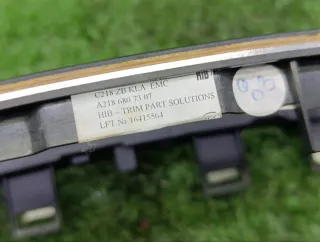 C218 ZB KLA EMC
A218 680 73 07
HIB - TRIM PART SOLUTIONS
LFT Nr 16415564
HIB